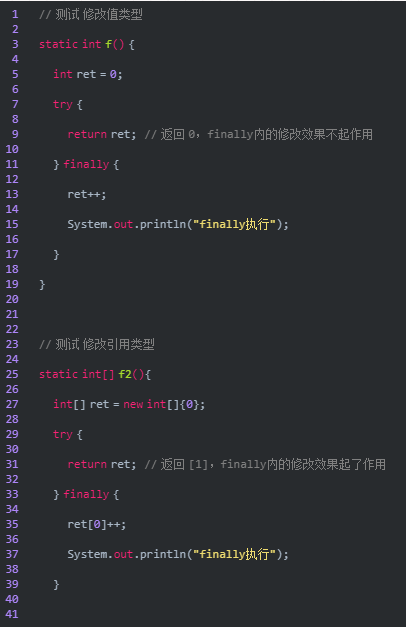 1 // 测试 修改值类型
2
3 static int f() {
4
5 int ret = 0;
6
7 try {
8
9 return ret; // 返回 0，finally内的修改效果不起作用
10
11 } finally {
12
13 ret++;
14
15 System.out.println("finally执行");
16
17 }
18
19 }
20
21
22
23 // 测试 修改引用类型
24
25 static int[] f2(){
26
27 int[] ret = new int[]{0};
28
29 try {
30
31 return ret; // 返回 [1]，finally内的修改效果起了作用
32
33 } finally {
34
35 ret[0]++;
36
37 System.out.println("finally执行");
38
39 }
40
41